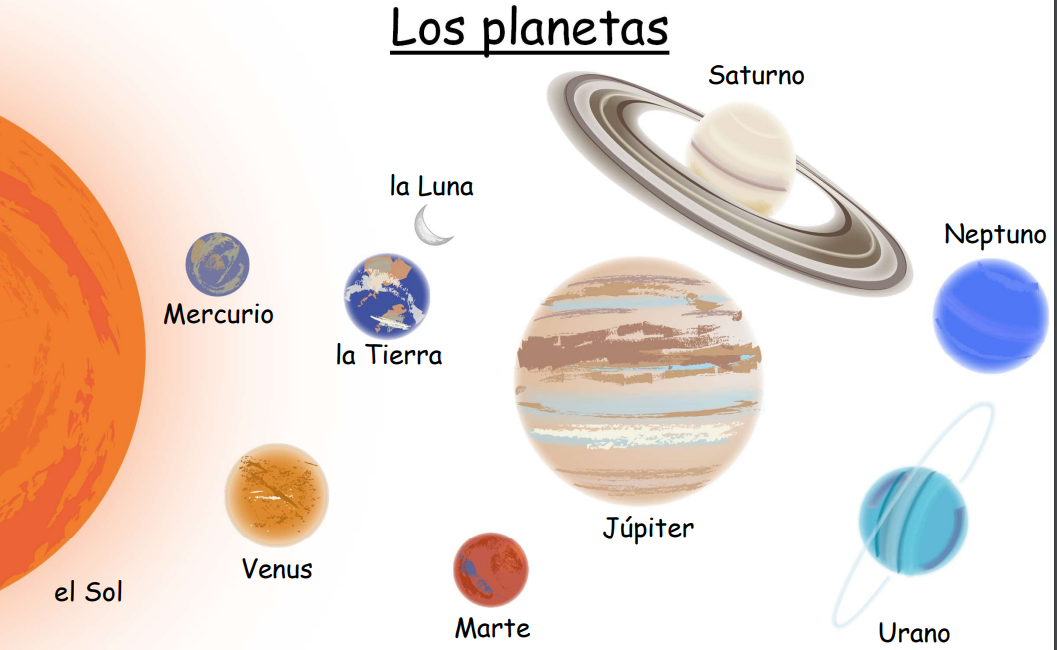 Los planetas
Saturno
la Luna
Neptuno
Mercurio
la Tierra
Júpiter
Venus
el Sol
Marte
Urano